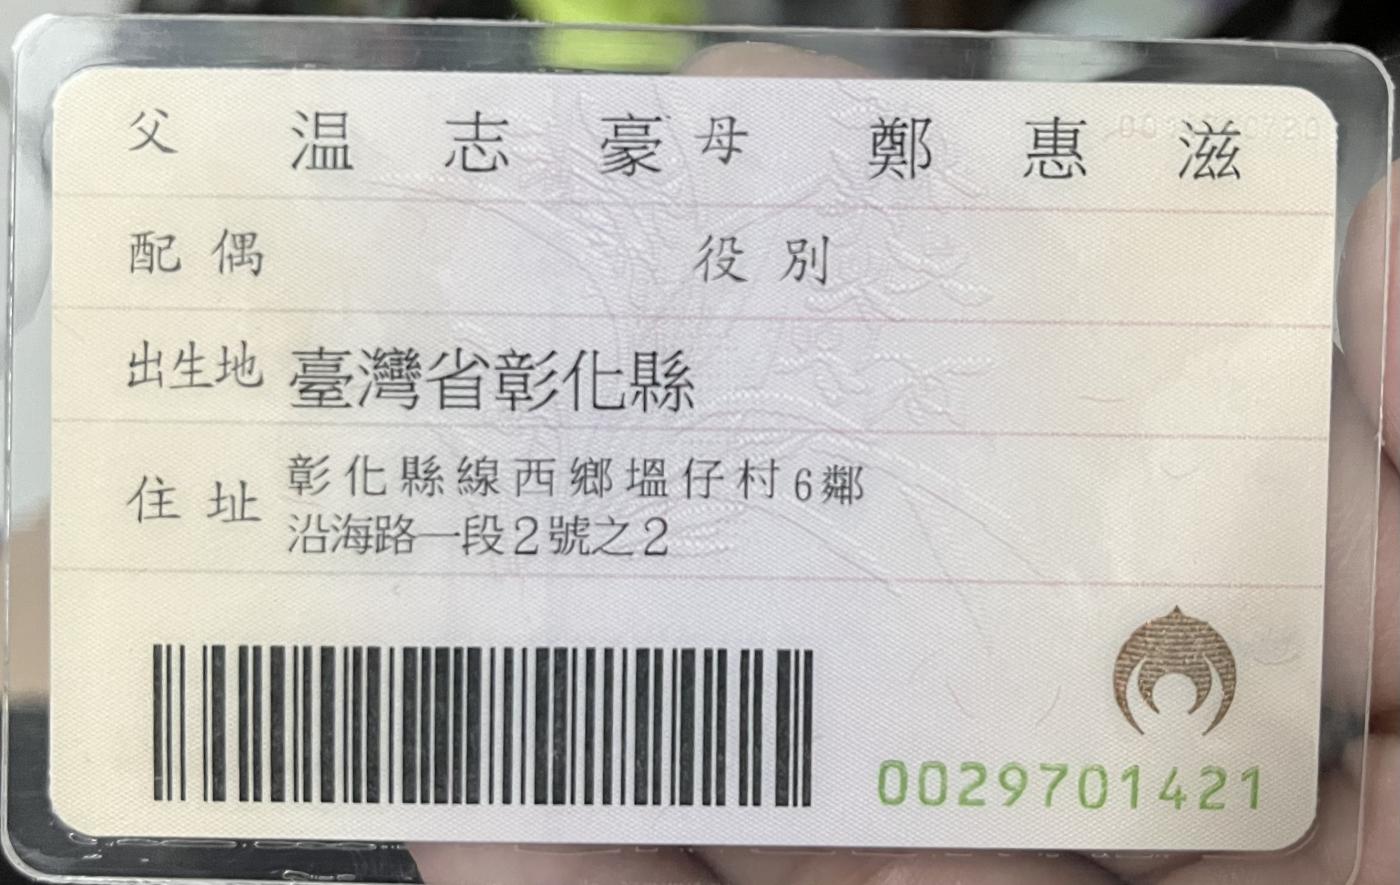 父 温志豪 母 鄭惠滋
配偶 役別
出生地 臺灣省彰化縣
住址 彰化縣線西鄉塭仔村6鄰
沿海路一段2號之2
0029701421